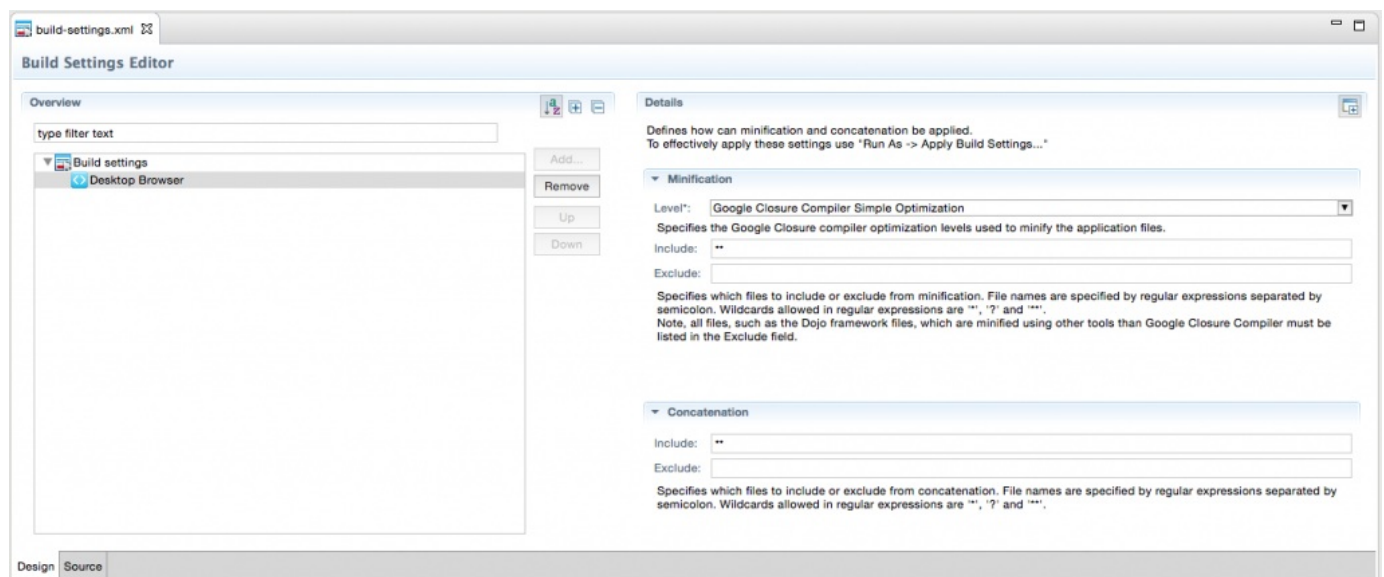 build-settings.xml
Build Settings Editor
Overview
type filter text
Build settings
Desktop Browser
Add...
Remove
Up
Down
Details
Defines how can minification and concatenation be applied.
To effectively apply these settings use "Run As -> Apply Build Settings..."
Minification
Level*: Google Closure Compiler Simple Optimization
Specifies the Google Closure compiler optimization levels used to minify the application files.
Include: **
Exclude:
Specifies which files to include or exclude from minification. File names are specified by regular expressions separated by
semicolon. Wildcards allowed in regular expressions are '*', '?' and '**'.
Note, all files, such as the Dojo framework files, which are minified using other tools than Google Closure Compiler must be
listed in the Exclude field.
Concatenation
Include: **
Exclude:
Specifies which files to include or exclude from concatenation. File names are specified by regular expressions separated by
semicolon. Wildcards allowed in regular expressions are '*', '?' and '**'.
Design Source